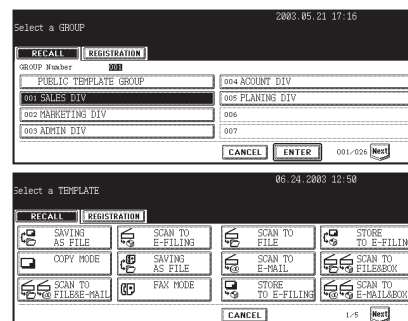 2003.05.21 17:16
Select a GROUP
RECALL REGISTRATION
GROUP Number 001
PUBLIC TEMPLATE GROUP
004 ACOUNT DIV
001 SALES DIV
005 PLANING DIV
002 MARKETING DIV
006
003 ADMIN DIV
007
CANCEL ENTER 001/026 Next
06.24.2003 12:50
Select a TEMPLATE
RECALL REGISTRATION
SAVING AS FILE
SCAN TO E-FILING
SCAN TO FILE
STORE TO E-FILING
COPY MODE
SAVING AS FILE
SCAN TO E-MAIL
SCAN TO FILE&BOX
SCAN TO FILE&E-MAIL
FAX MODE
STORE TO E-FILING
SCAN TO E-MAIL&BOX
CANCEL 1/5 Next